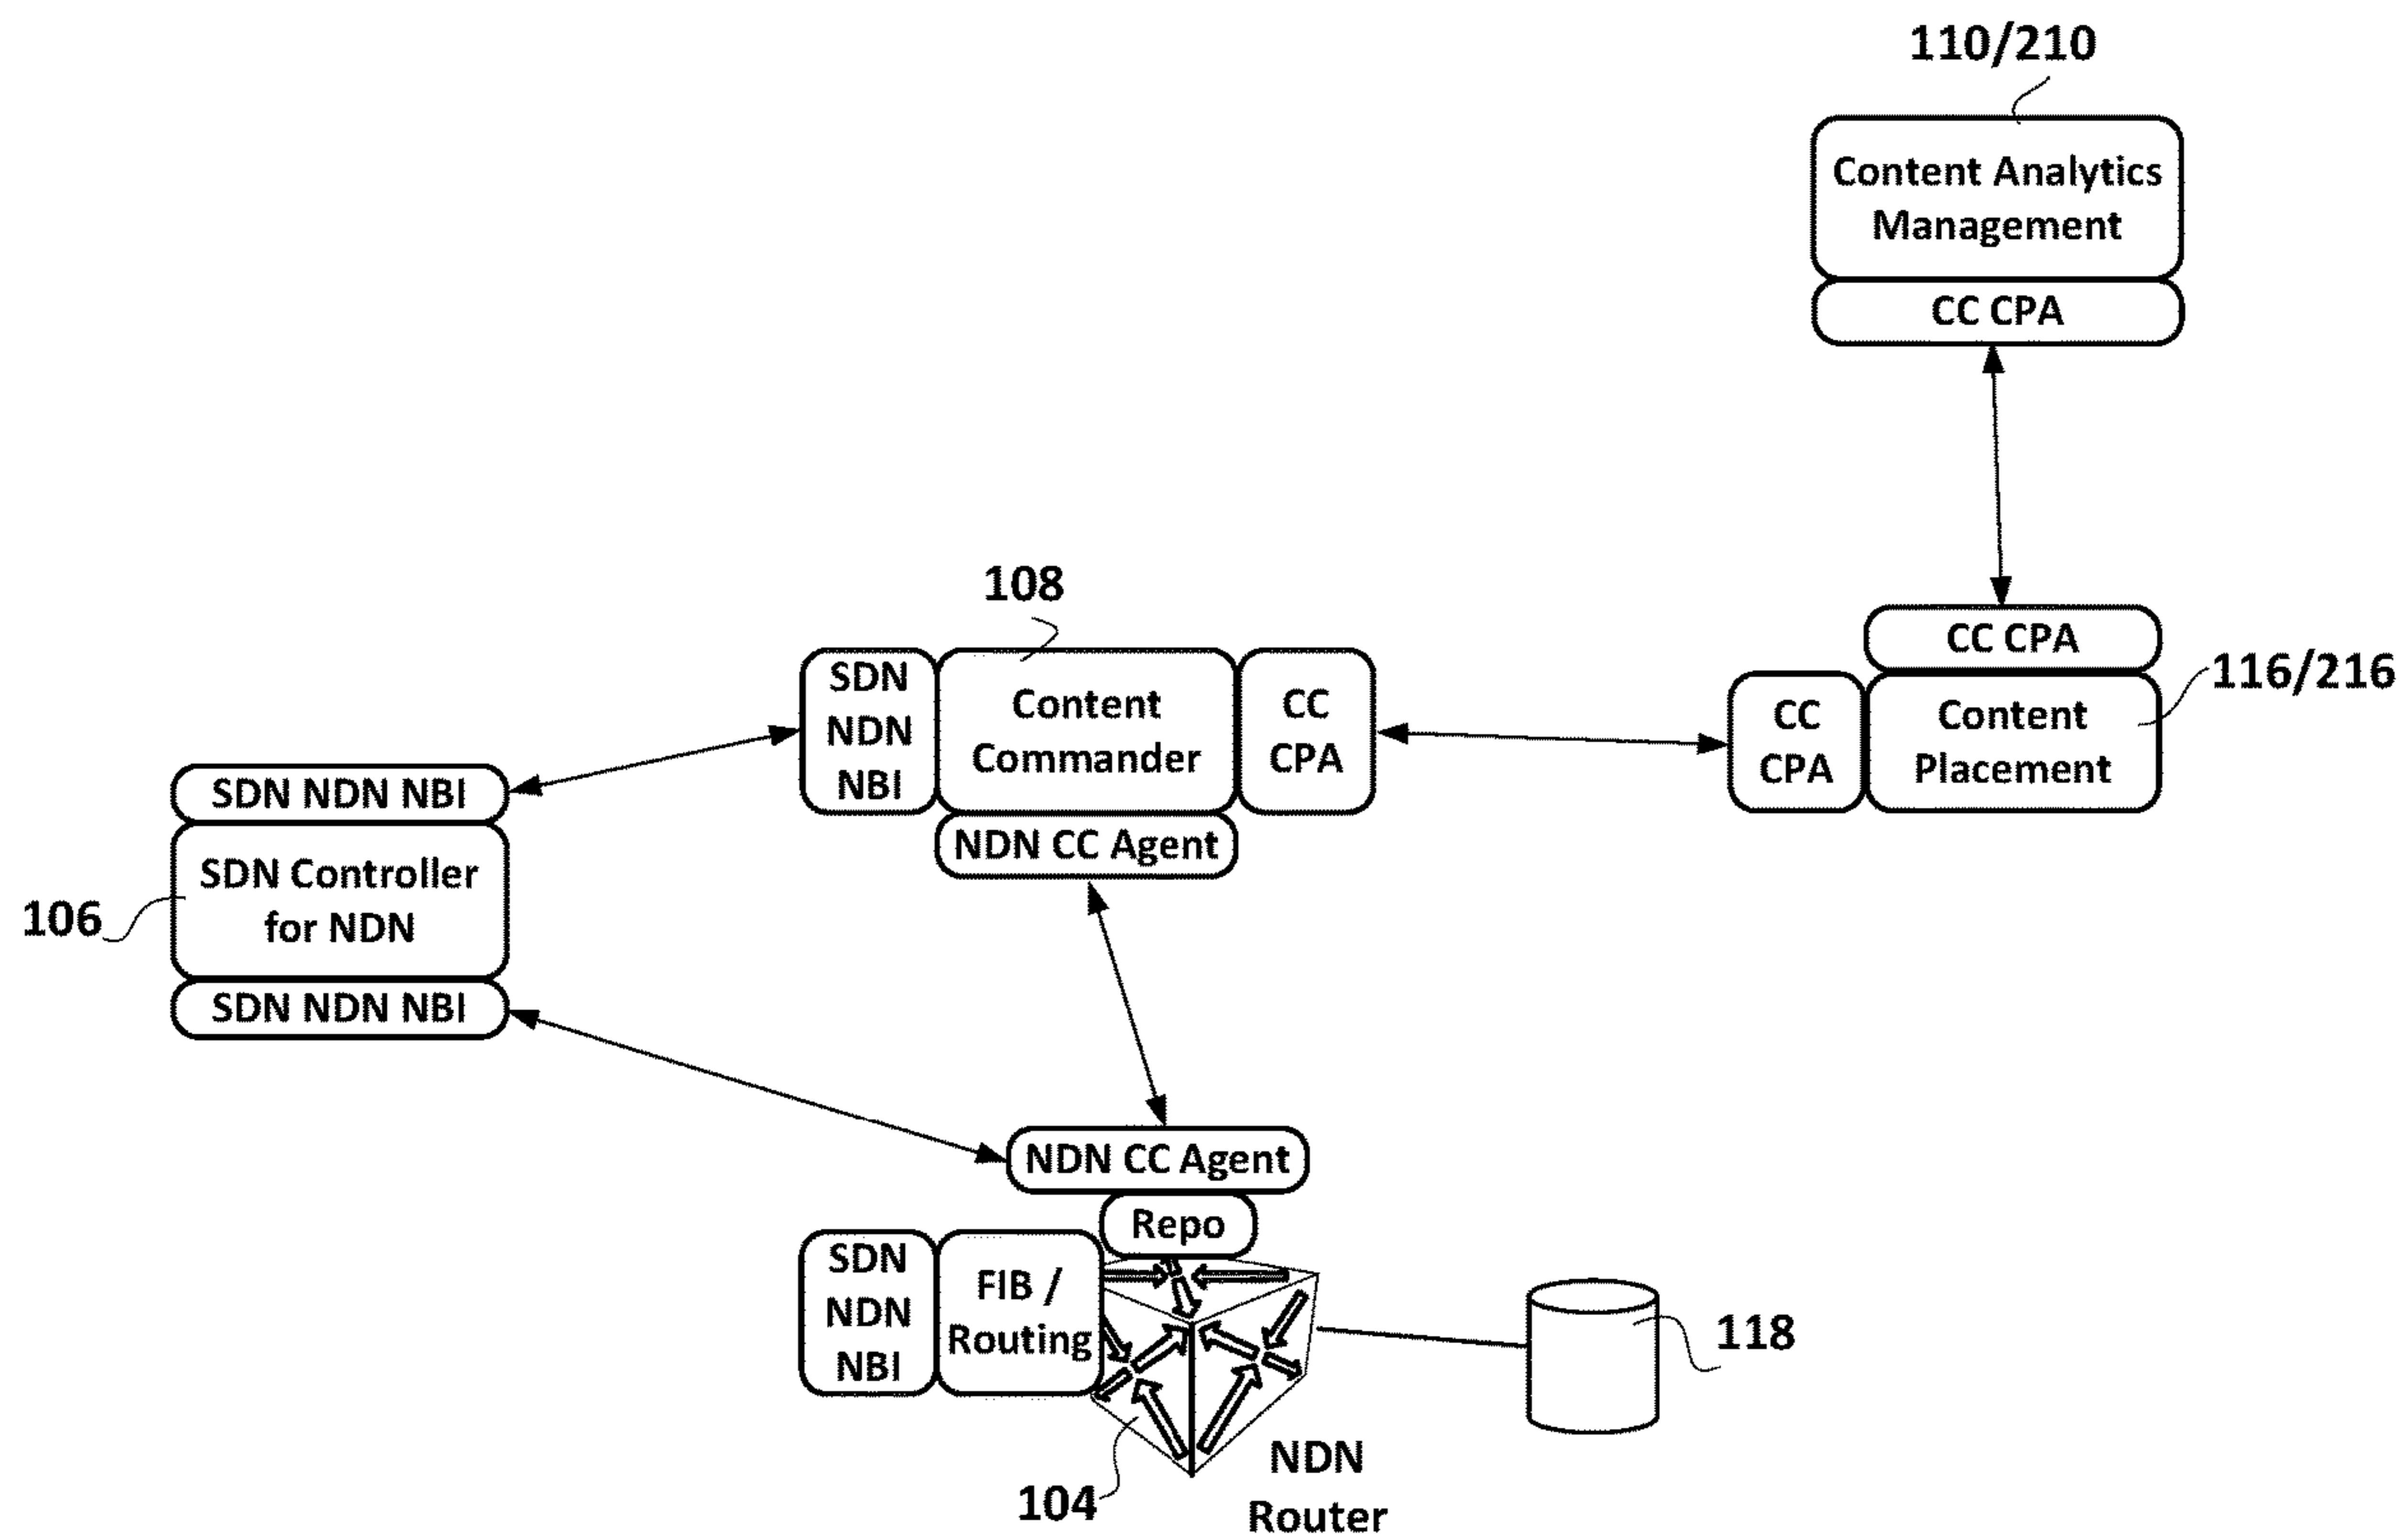 110/210
Content Analytics
Management
CC CPA
108
CC CPA
116/216
SDN
NDN
NBI
Content
Commander
CC
CPA
CC
CPA
Content
Placement
NDN CC Agent
SDN NDN NBI
SDN Controller
for NDN
106
SDN NDN NBI
NDN CC Agent
Repo
SDN
NDN
NBI
FIB /
Routing
118
104
NDN
Router